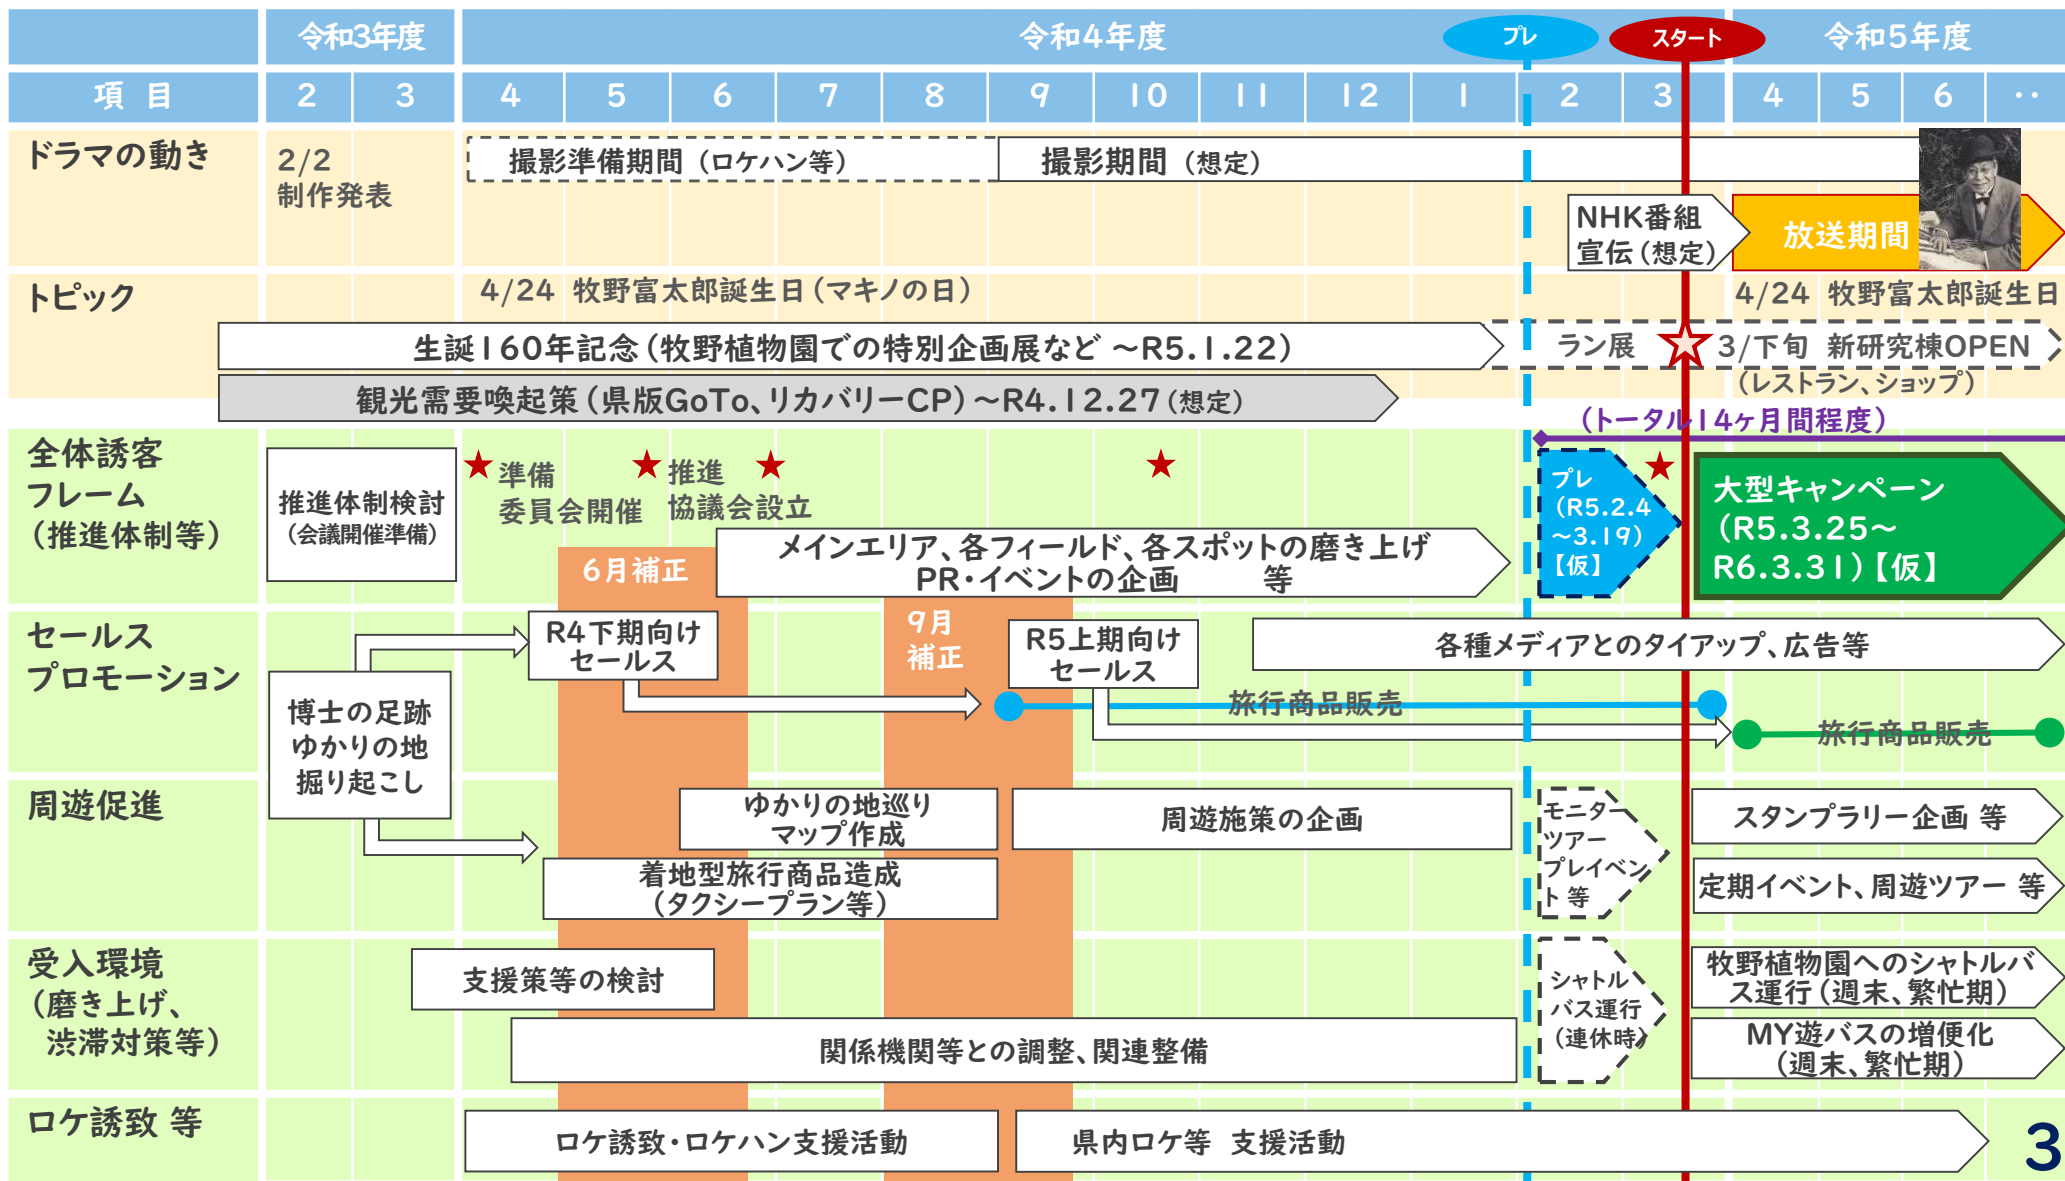 令和3年度
令和4年度
プレ
スタート
令和5年度
項 目
2
3
4
5
6
7
8
9
10
11
12
1
2
3
4
5
6
‥
ドラマの動き
2/2
制作発表
撮影準備期間（ロケハン等）
撮影期間（想定）
NHK番組
宣伝（想定）
放送期間
トピック
4/24 牧野富太郎誕生日（マキノの日）
4/24 牧野富太郎誕生日
生誕160年記念（牧野植物園での特別企画展など ～R5.1.22）
ラン展
3/下旬 新研究棟OPEN
（レストラン、ショップ）
観光需要喚起策（県版GoTo、リカバリーCP）～R4.12.27（想定）
（トータル14ヶ月間程度）
全体誘客
フレーム
（推進体制等）
推進体制検討
（会議開催準備）
準備
委員会開催
推進
協議会設立
6月補正
メインエリア、各フィールド、各スポットの磨き上げ
PR・イベントの企画 等
プレ
（R5.2.4
～3.19）
【仮】
大型キャンペーン
（R5.3.25～
R6.3.31）【仮】
セールス
プロモーション
博士の足跡
ゆかりの地
掘り起こし
R4下期向け
セールス
9月
補正
R5上期向け
セールス
各種メディアとのタイアップ、広告等
旅行商品販売
旅行商品販売
周遊促進
ゆかりの地巡り
マップ作成
着地型旅行商品造成
（タクシープラン等）
周遊施策の企画
モニター
ツアー
プレイベン
ト 等
スタンプラリー企画 等
定期イベント、周遊ツアー 等
受入環境
（磨き上げ、
渋滞対策等）
支援策等の検討
関係機関等との調整、関連整備
シャトル
バス運行
（連休時）
牧野植物園へのシャトルバ
ス運行（週末、繁忙期）
MY遊バスの増便化
（週末、繁忙期）
ロケ誘致 等
ロケ誘致・ロケハン支援活動
県内ロケ等 支援活動
3